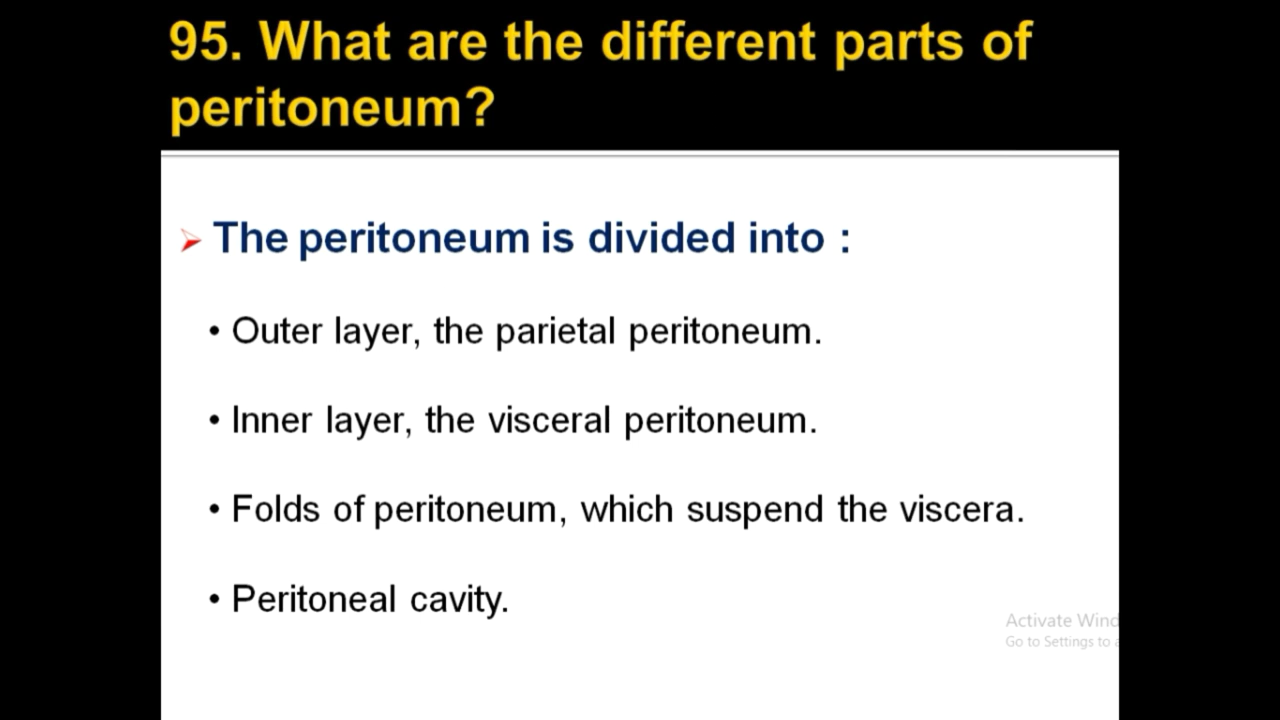 95. What are the different parts of
peritoneum?
➢ The peritoneum is divided into :
• Outer layer, the parietal peritoneum.
• Inner layer, the visceral peritoneum.
• Folds of peritoneum, which suspend the viscera.
• Peritoneal cavity.
Activate Wind
Go to Settings to a